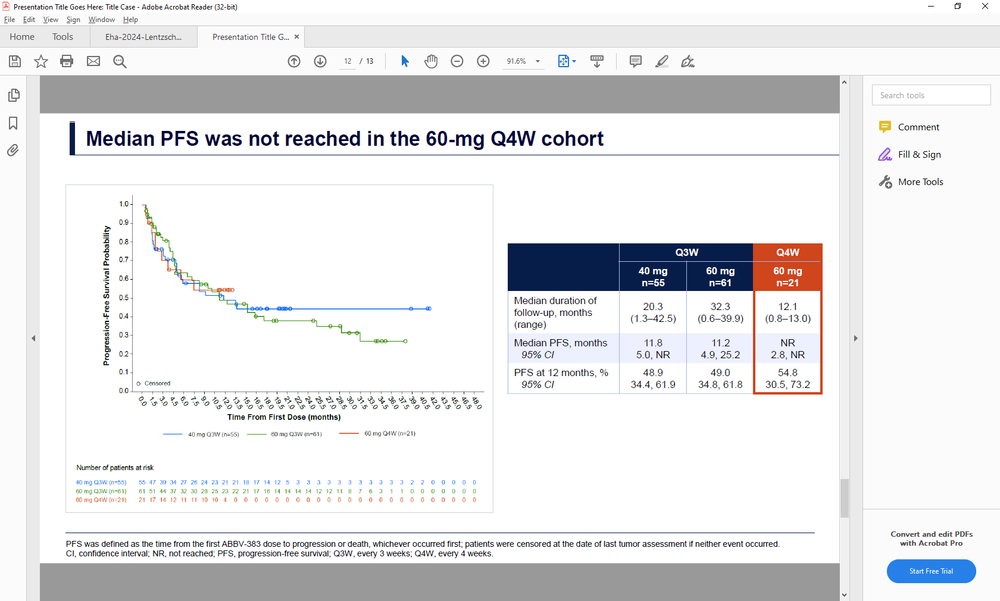 Presentation Title Goes Here: Title Case - Adobe Acrobat Reader (32-bit)
File Edit View Sign Window Help
Home Tools Eha-2024-Lentzsch... Presentation Title G... ×
12 / 13 91.6%
Search tools
Comment
Fill & Sign
More Tools
Median PFS was not reached in the 60-mg Q4W cohort
Progression-Free Survival Probability
1.0
0.9
0.8
0.7
0.6
0.5
0.4
0.3
0.2
0.1
0.0
Censored
0.0 1.5 3.0 4.5 6.0 7.5 9.0 10.5 12.0 13.5 15.0 16.5 18.0 19.5 21.0 22.5 24.0 25.5 27.0 28.5 30.0 31.5 33.0 34.5 36.0 37.5 39.0 40.5 42.0 43.5 45.0 46.5 48.0
Time From First Dose (months)
40 mg Q3W (n=55) 60 mg Q3W (n=61) 60 mg Q4W (n=21)
Number of patients at risk
40 mg Q3W (n=55) 55 47 39 34 27 26 24 23 21 21 18 17 14 12 5 3 3 3 3 3 3 3 3 3 3 3 2 2 0 0 0 0 0
60 mg Q3W (n=61) 61 51 44 37 32 30 28 25 23 22 21 17 16 14 14 14 14 12 12 11 8 7 6 3 1 1 0 0 0 0 0 0 0
60 mg Q4W (n=21) 21 17 14 12 11 11 10 10 4 0 0 0 0 0 0 0 0 0 0 0 0 0 0 0 0 0 0 0 0 0 0 0 0
Q3W Q4W
40 mg 60 mg 60 mg
n=55 n=61 n=21
Median duration of
follow-up, months
(range)
20.3 32.3 12.1
(1.3–42.5) (0.6–39.9) (0.8–13.0)
Median PFS, months 11.8 11.2 NR
95% CI 5.0, NR 4.9, 25.2 2.8, NR
PFS at 12 months, % 48.9 49.0 54.8
95% CI 34.4, 61.9 34.8, 61.8 30.5, 73.2
PFS was defined as the time from the first ABBV-383 dose to progression or death, whichever occurred first; patients were censored at the date of last tumor assessment if neither event occurred.
CI, confidence interval; NR, not reached; PFS, progression-free survival; Q3W, every 3 weeks; Q4W, every 4 weeks.
Convert and edit PDFs
with Acrobat Pro
Start Free Trial